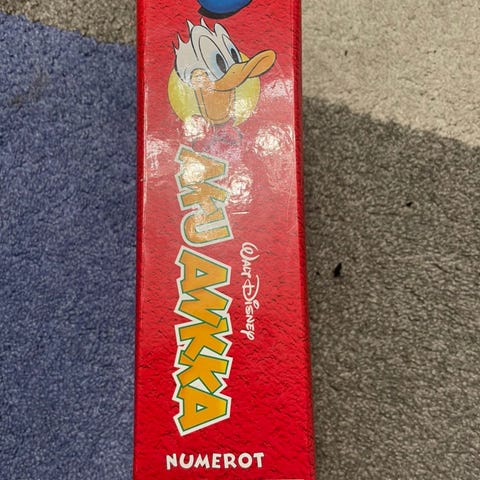 WALT DISNEY
AKU ANKKA
NUMEROT